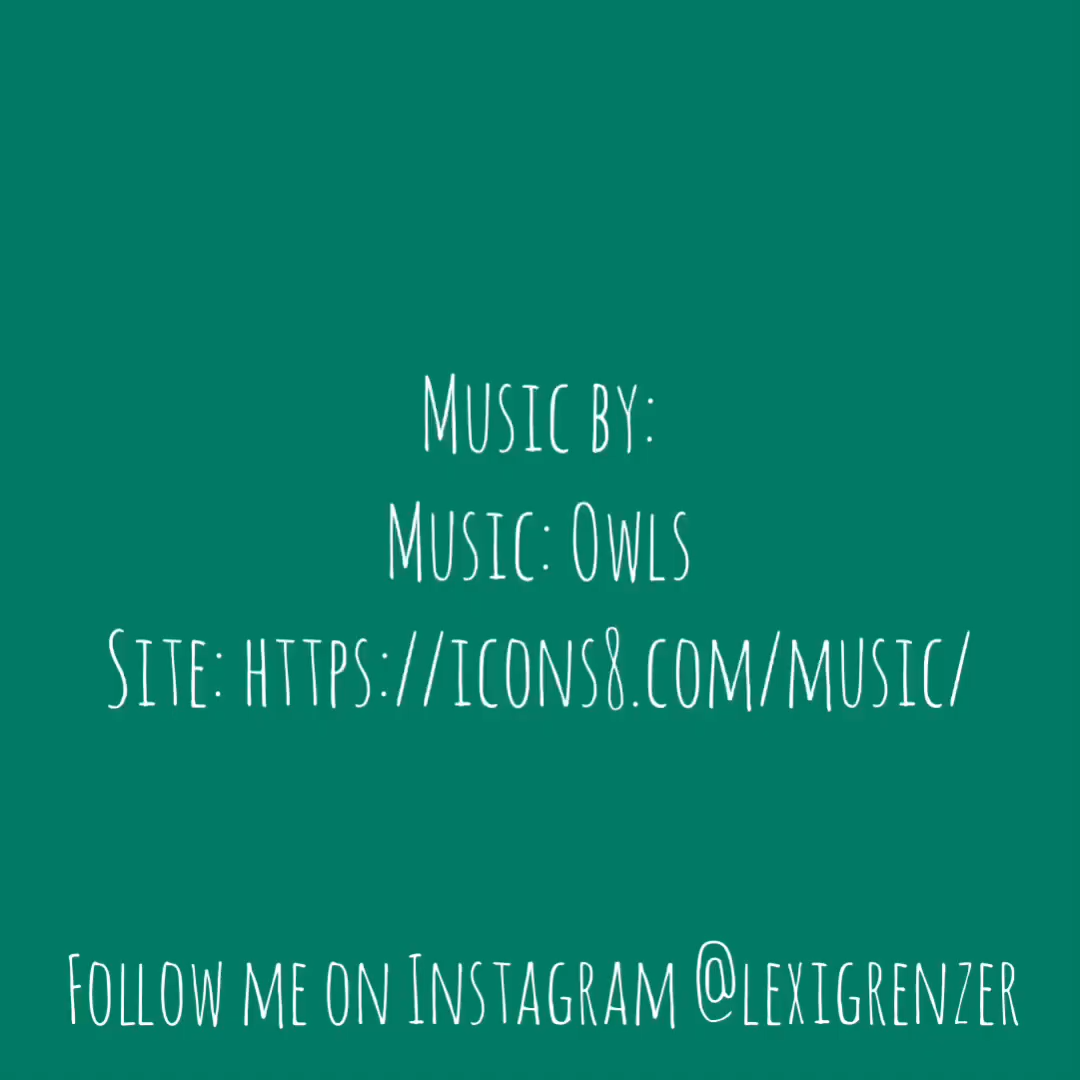 Music by:
Music: Owls
Site: https://icons8.com/music/
Follow me on Instagram @lexigrenzer